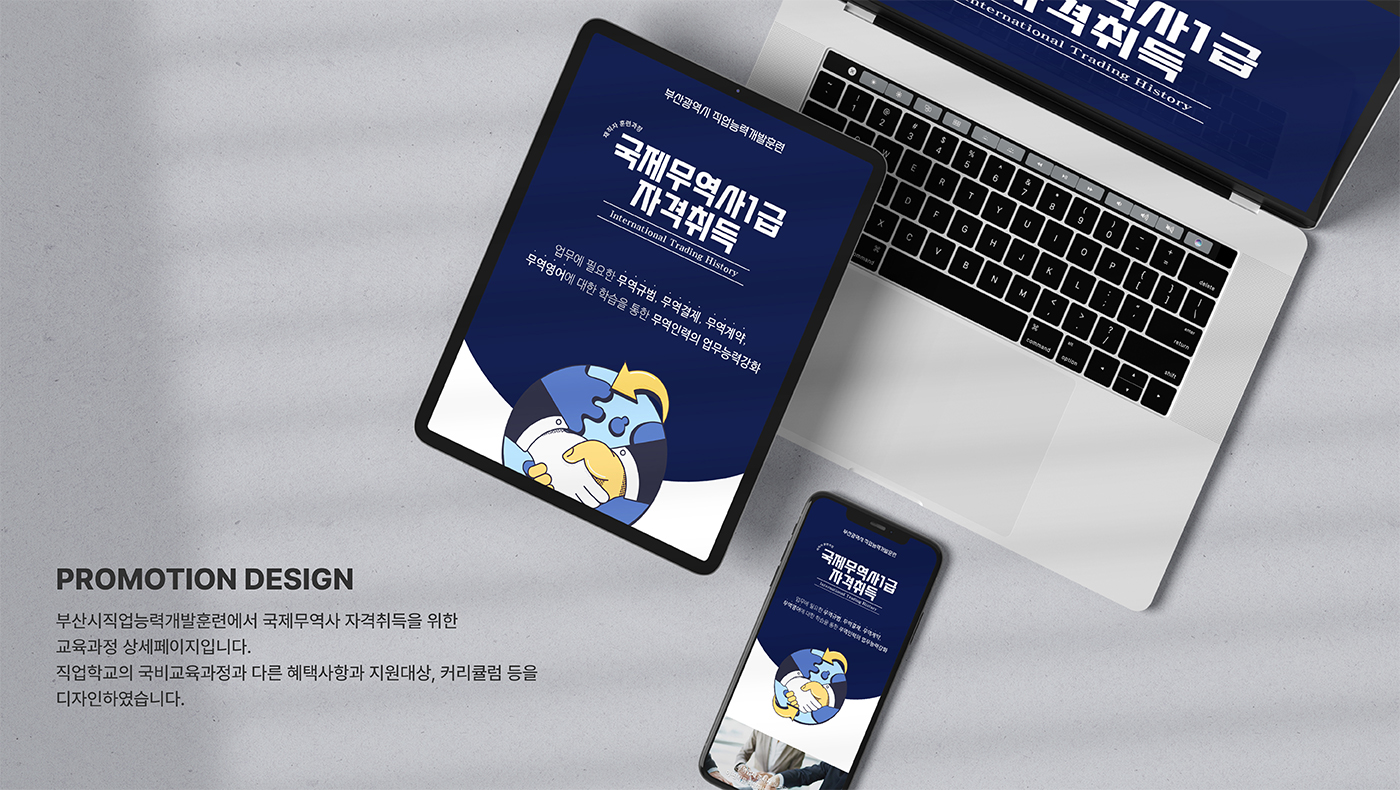 부산광역시 직업능력개발훈련
재직자 훈련과정
국제무역사1급
자격취득
International Trading History
업무에 필요한 무역규범, 무역결제, 무역계약,
무역영어에 대한 학습을 통한 무역인력의 업무능력강화
역사1급
자격취득
International Trading History
delete
enter
return
shift
command
option
command
부산광역시 직업능력개발훈련
국제무역사1급
자격취득
International Trading History
업무에 필요한 무역규범, 무역결제, 무역계약,
무역영어에 대한 학습을 통한 무역인력의 업무능력강화
PROMOTION DESIGN
부산시직업능력개발훈련에서 국제무역사 자격취득을 위한
교육과정 상세페이지입니다.
직업학교의 국비교육과정과 다른 혜택사항과 지원대상, 커리큘럼 등을
디자인하였습니다.